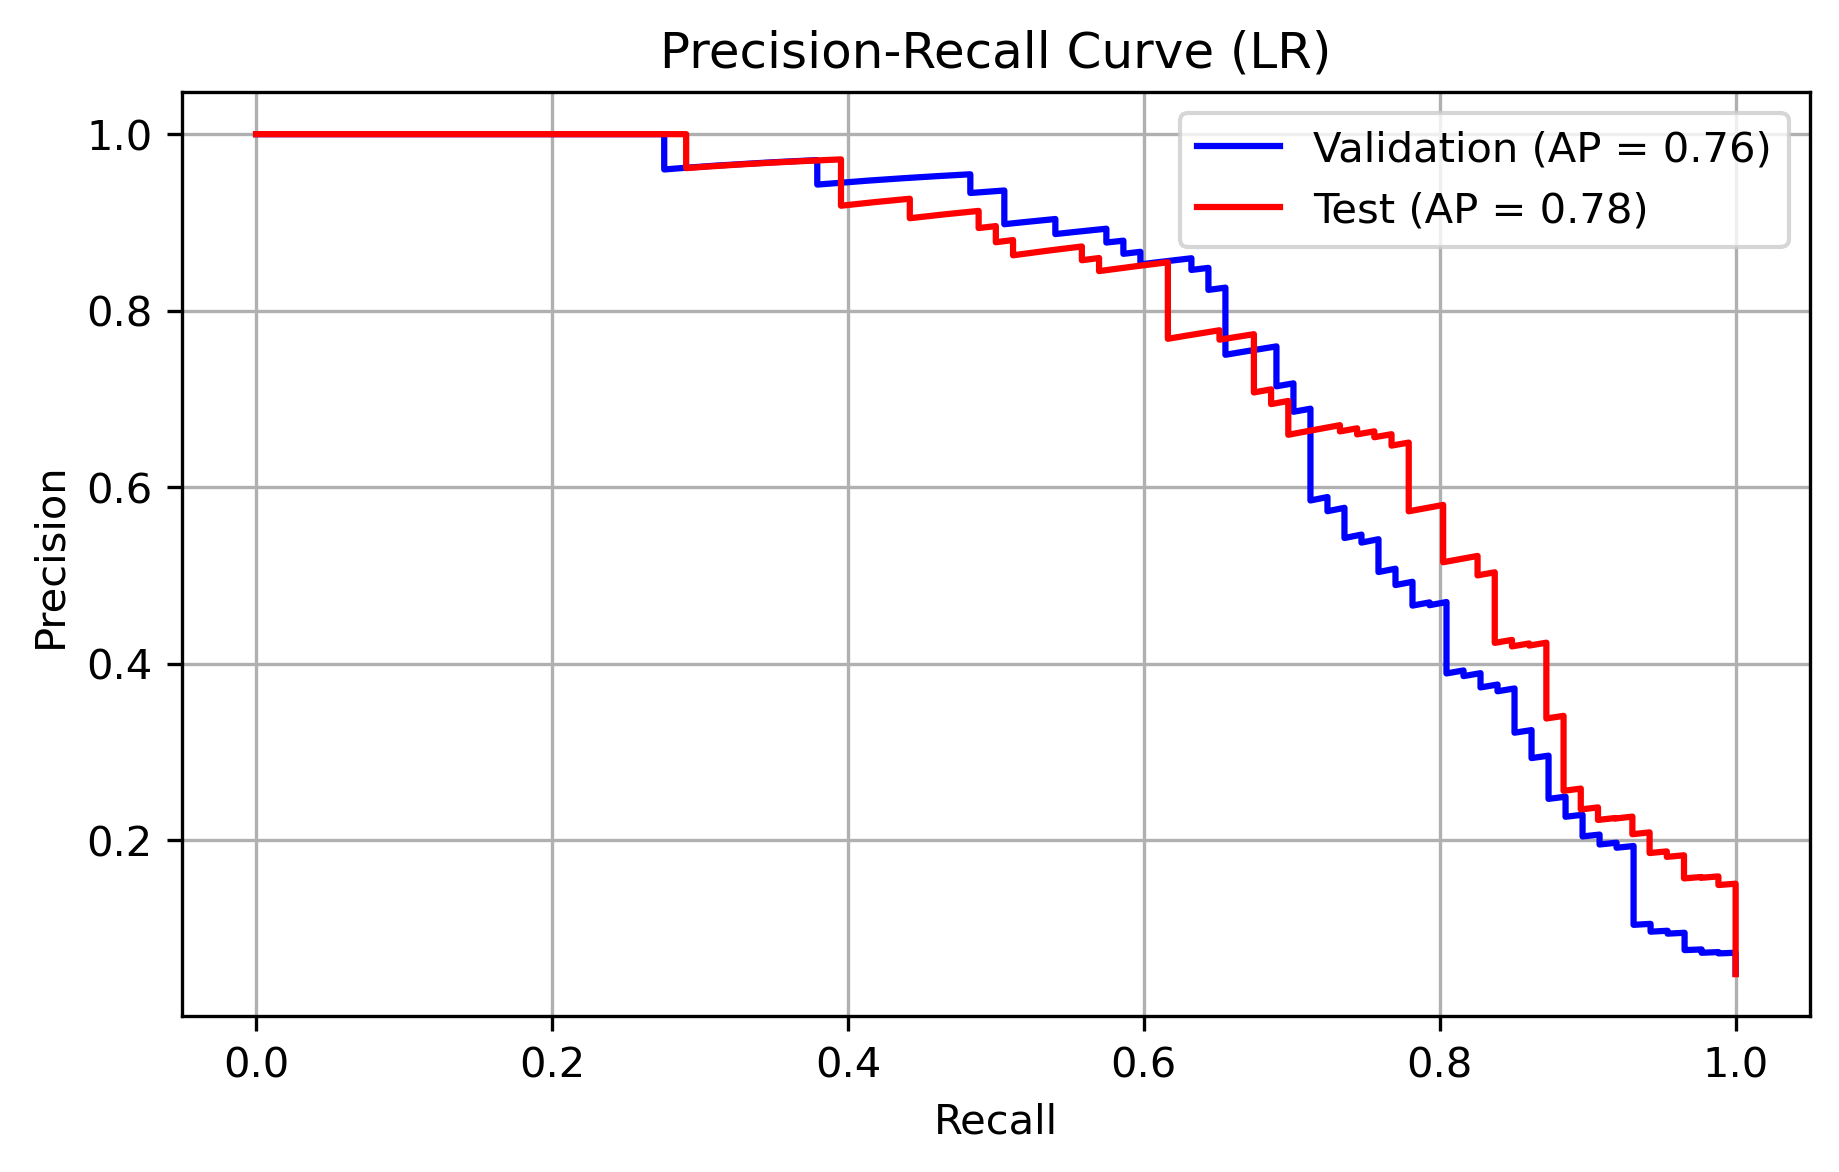 Precision-Recall Curve (LR)
Validation (AP = 0.76)
Test (AP = 0.78)
Precision
1.0
0.8
0.6
0.4
0.2
0.0 0.2 0.4 0.6 0.8 1.0
Recall